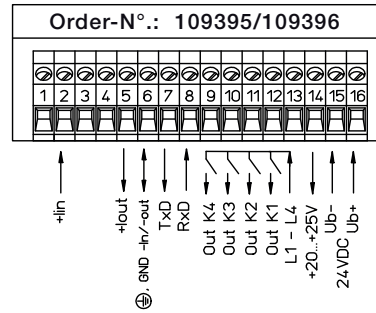 Order-N°.: 109395/109396
1 2 3 4 5 6 7 8 9 10 11 12 13 14 15 16
+Iin
+Iout
, GND -In/-out
TxD
RxD
Out K4
Out K3
Out K2
Out K1
L1 - L4
+20...+25V
Ub-
24VDC
Ub+